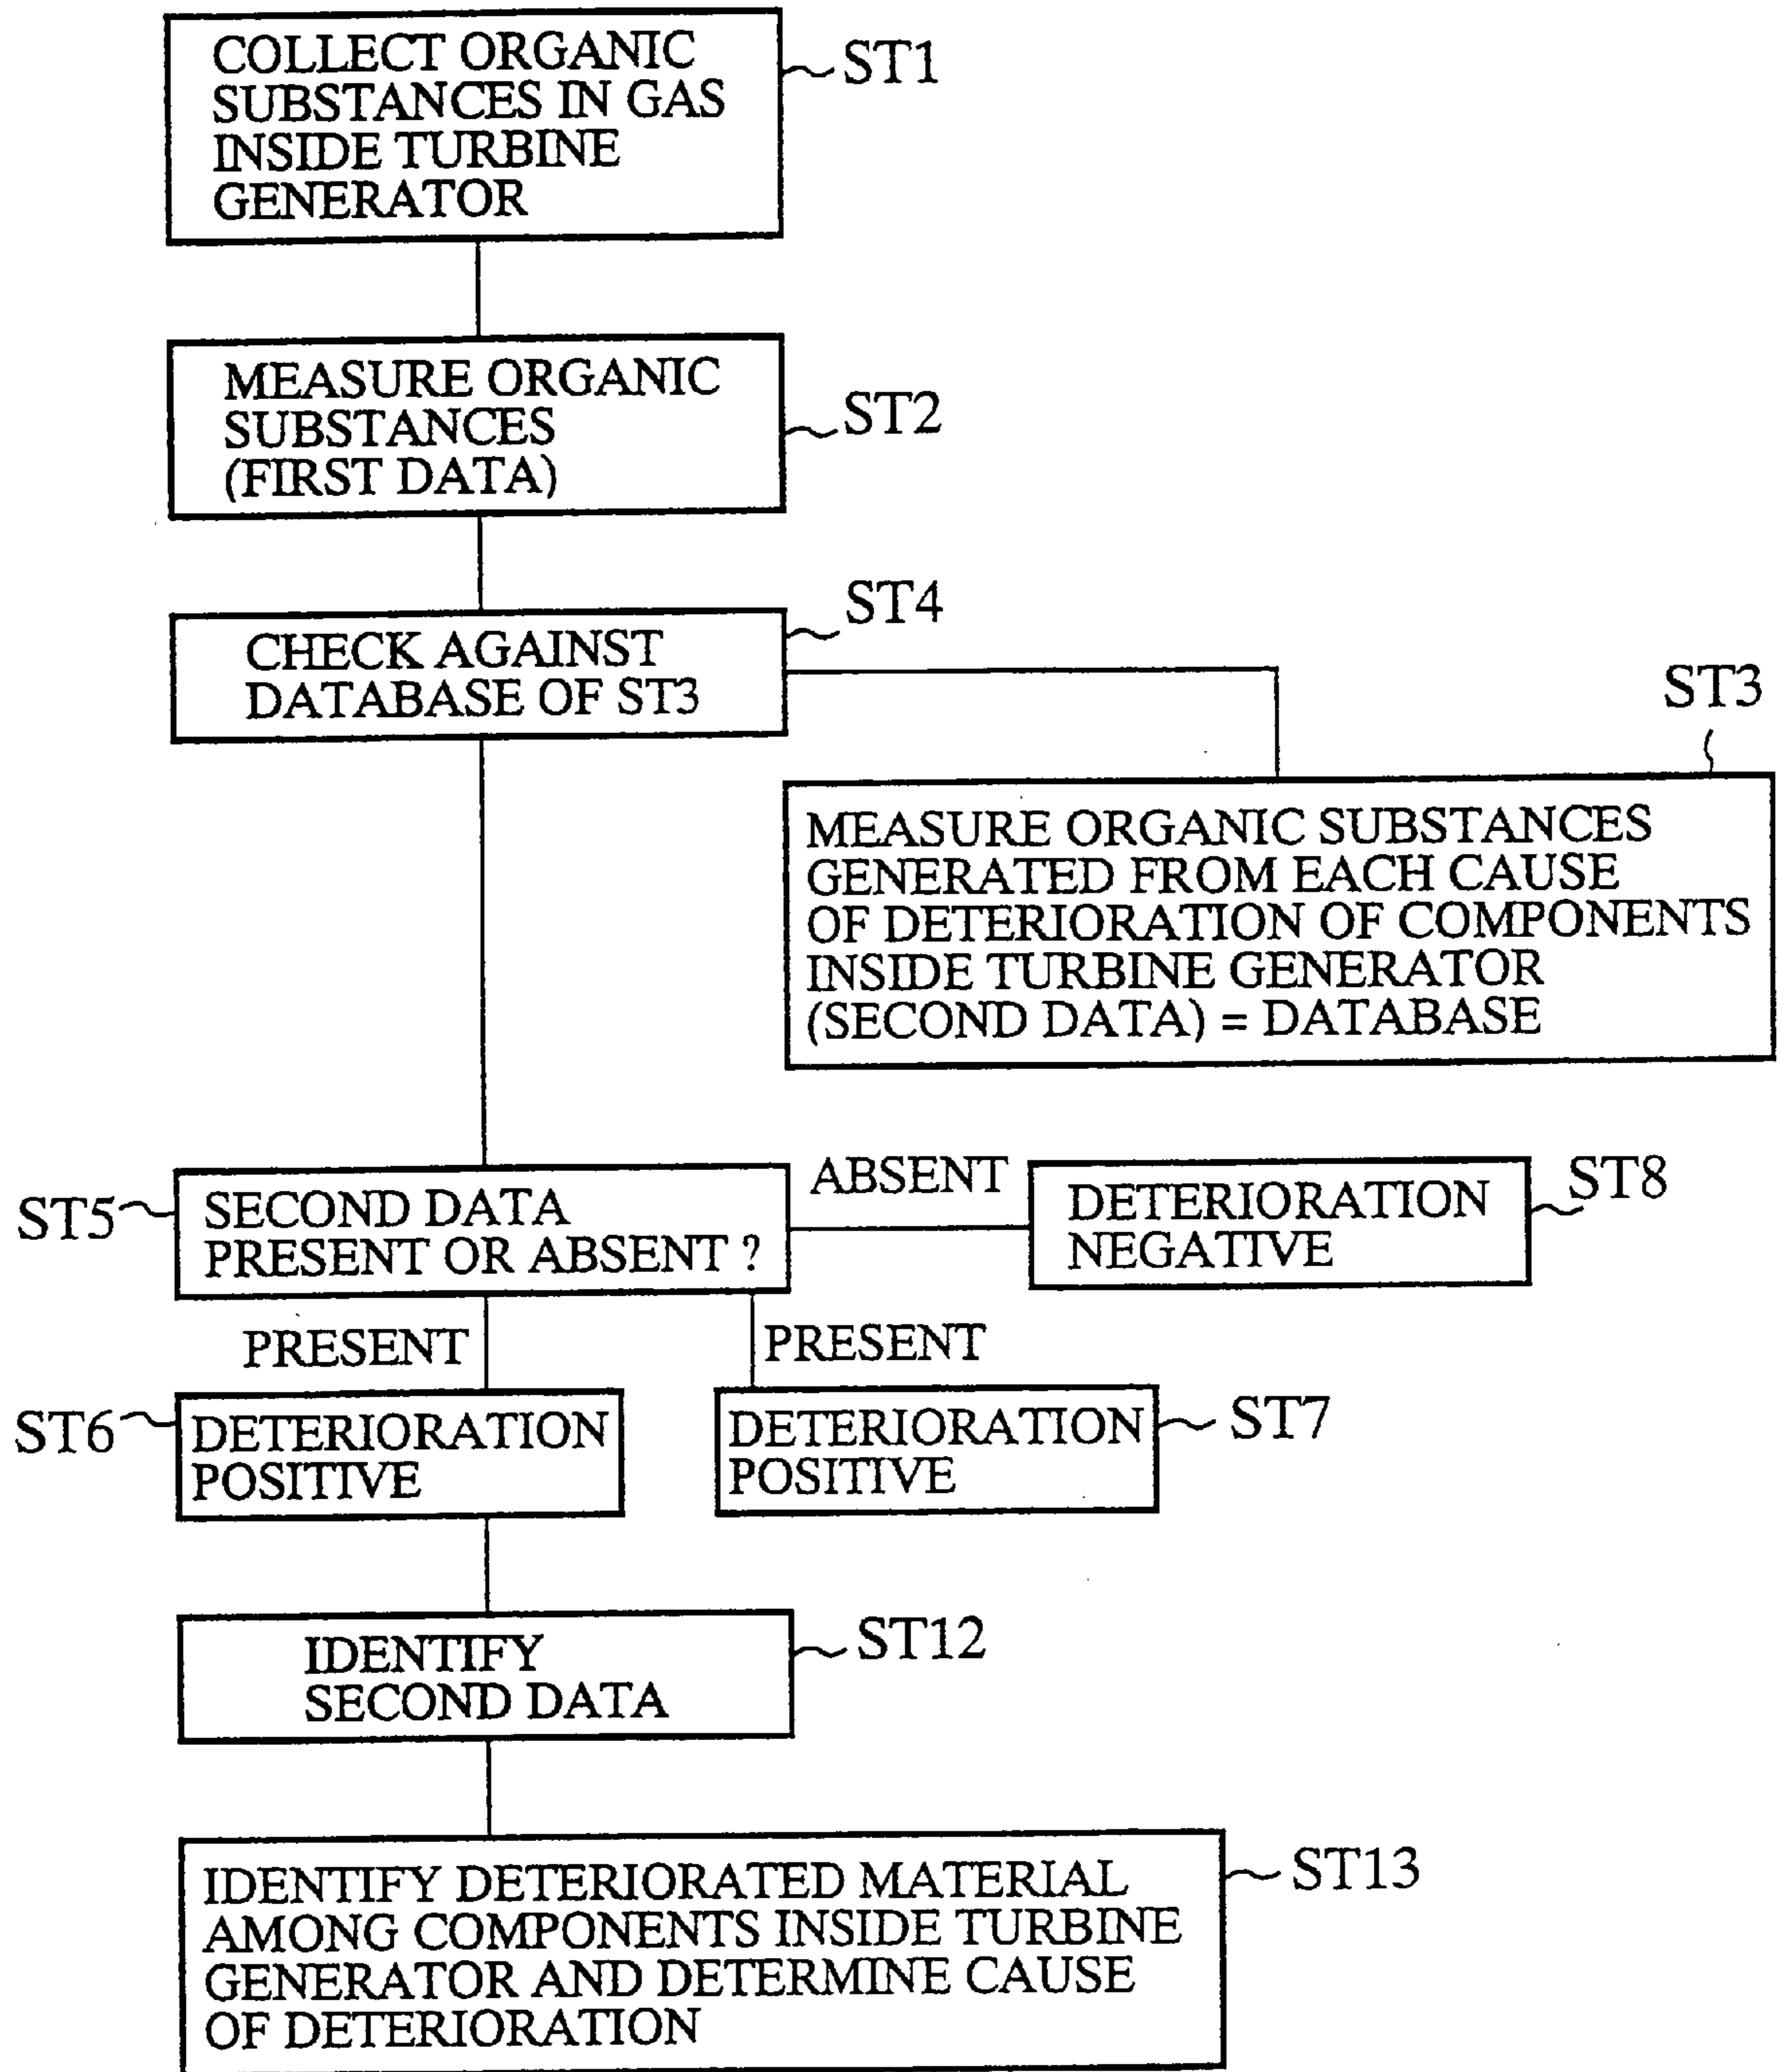 COLLECT ORGANIC
SUBSTANCES IN GAS
INSIDE TURBINE
GENERATOR
ST1
MEASURE ORGANIC
SUBSTANCES
(FIRST DATA)
ST2
ST4
CHECK AGAINST
DATABASE OF ST3
ST3
MEASURE ORGANIC SUBSTANCES
GENERATED FROM EACH CAUSE
OF DETERIORATION OF COMPONENTS
INSIDE TURBINE GENERATOR
(SECOND DATA) = DATABASE
ST5
SECOND DATA
PRESENT OR ABSENT ?
ABSENT
DETERIORATION
NEGATIVE
ST8
PRESENT
PRESENT
ST6
DETERIORATION
POSITIVE
DETERIORATION
POSITIVE
ST7
IDENTIFY
SECOND DATA
ST12
IDENTIFY DETERIORATED MATERIAL
AMONG COMPONENTS INSIDE TURBINE
GENERATOR AND DETERMINE CAUSE
OF DETERIORATION
ST13